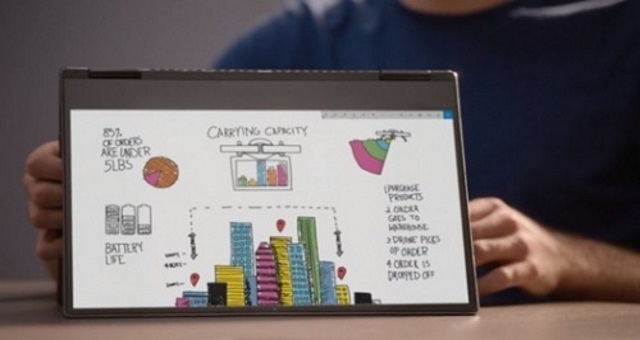 85%
OF ORDERS
ARE UNDER
5LBS
CARRYING CAPACITY
BATTERY
LIFE
1 PURCHASE
PRODUCTS
2 ORDER
GOES TO
WAREHOUSE
3 DRONE PICKS
UP ORDER
4 ORDER IS
DROPPED OFF